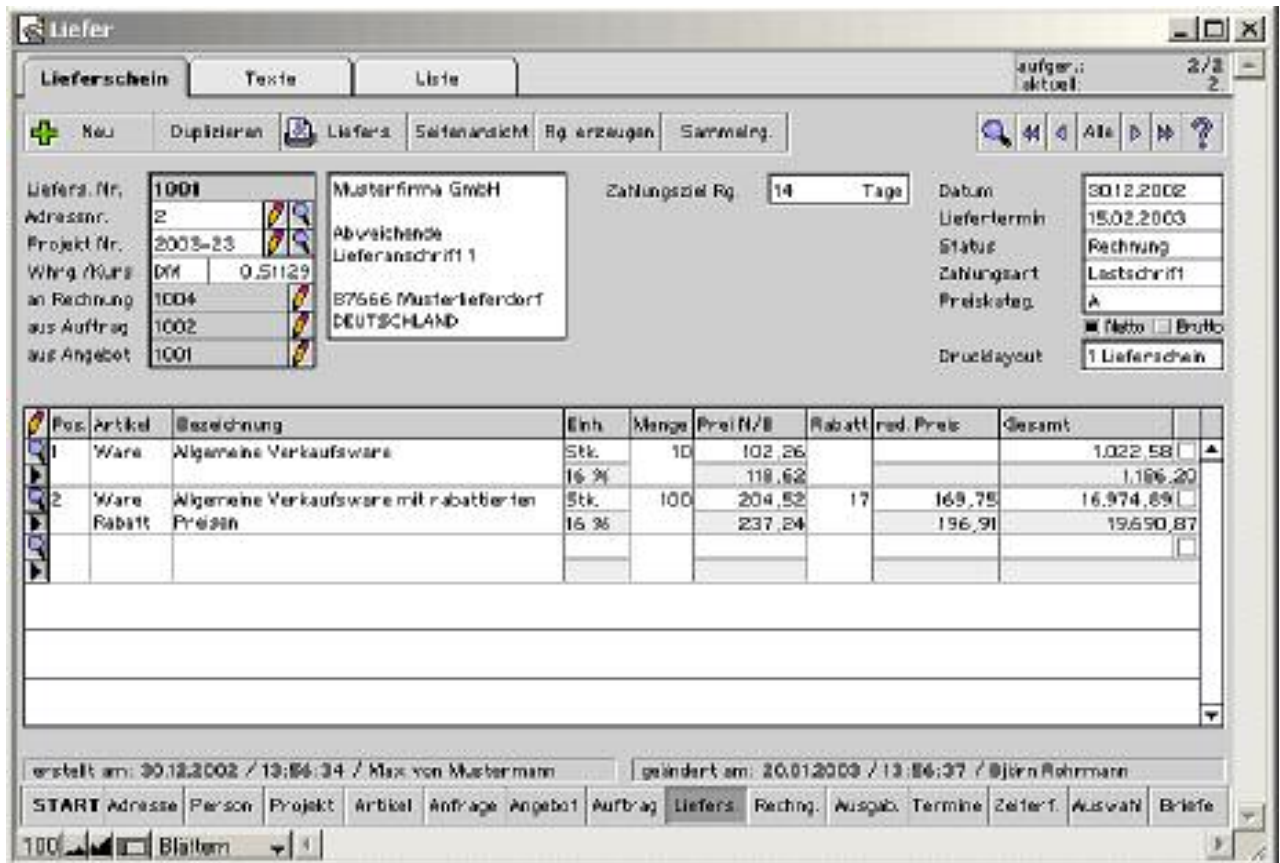 Liefer
Lieferschein Texte Liste aufger.: 2/2
aktuell: 2
Neu Duplizieren Liefers. Seitenansicht Rg. erzeugen Sammelrg. Alle ?
Liefers. Nr. 1001
Adressnr. 2
Projekt Nr. 2003-23
Whrg./Kurs DM 0.51129
an Rechnung 1004
aus Auftrag 1002
aus Angebot 1001
Musterfirma GmbH
Abweichende
Lieferanschrift 1
87666 Musterlieferdorf
DEUTSCHLAND
Zahlungsziel Rg. 14 Tage
Datum 30.12.2002
Liefertermin 15.02.2003
Status Rechnung
Zahlungsart Lastschrift
Preiskateg. A
Netto Brutto
Drucklayout 1 Lieferschein
Pos. Artikel Bezeichnung Einh. Menge Prei N/B Rabatt red. Preis Gesamt
1 Ware Allgemeine Verkaufsware Stk. 10 102,26 1.022,58
16 % 118,62 1.186,20
2 Ware Allgemeine Verkaufsware mit rabattierten Stk. 100 204,52 17 169,75 16.974,89
Rabatt Preisen 16 % 237,24 196,91 19.690,87
erstellt am: 30.12.2002 / 13:56:34 / Max von Mustermann geändert am: 20.01.2003 / 13:56:37 / Björn Rohrmann
START Adresse Person Projekt Artikel Anfrage Angebot Auftrag Liefers. Rechng. Ausgab. Termine Zeiterf. Auswahl Briefe
100 Blättern